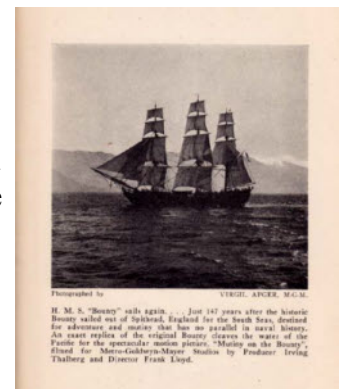 Photographed by VIRGIL APGER, M-G-M.
H. M. S. "Bounty" sails again. . . . Just 147 years after the historic
Bounty sailed out of Spithead, England for the South Seas, destined
for adventure and mutiny that has no parallel in naval history.
An exact replica of the original Bounty cleaves the water of the
Pacific for the spectacular motion picture, "Mutiny on the Bounty",
filmed for Metro-Goldwyn-Mayer Studios by Producer Irving
Thalberg and Director Frank Lloyd.